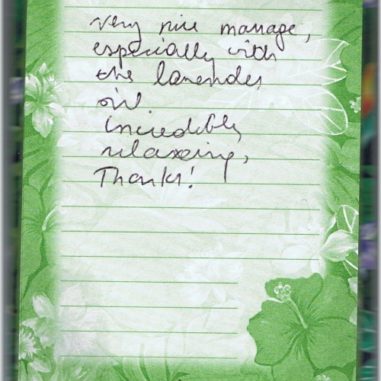 Very nice massage,
especially with
the lavender
oil
incredibly
relaxing,
Thanks!